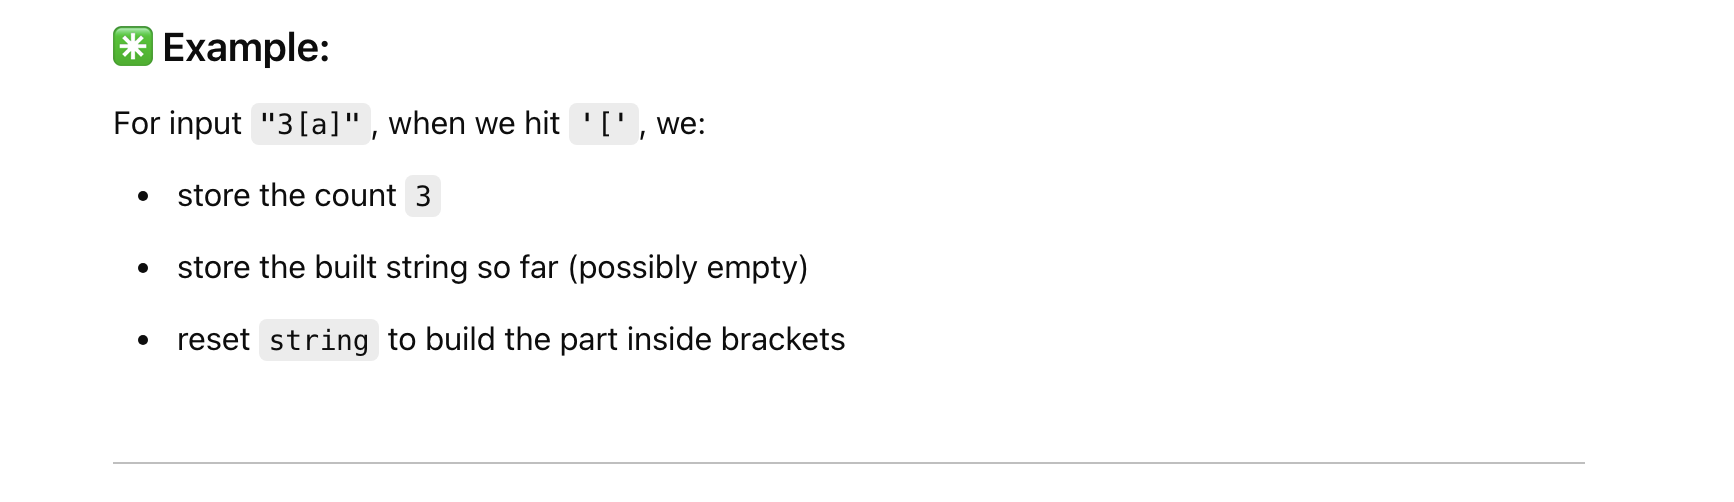 ✳️ Example:
For input "3[a]", when we hit '[', we:
• store the count 3
• store the built string so far (possibly empty)
• reset string to build the part inside brackets